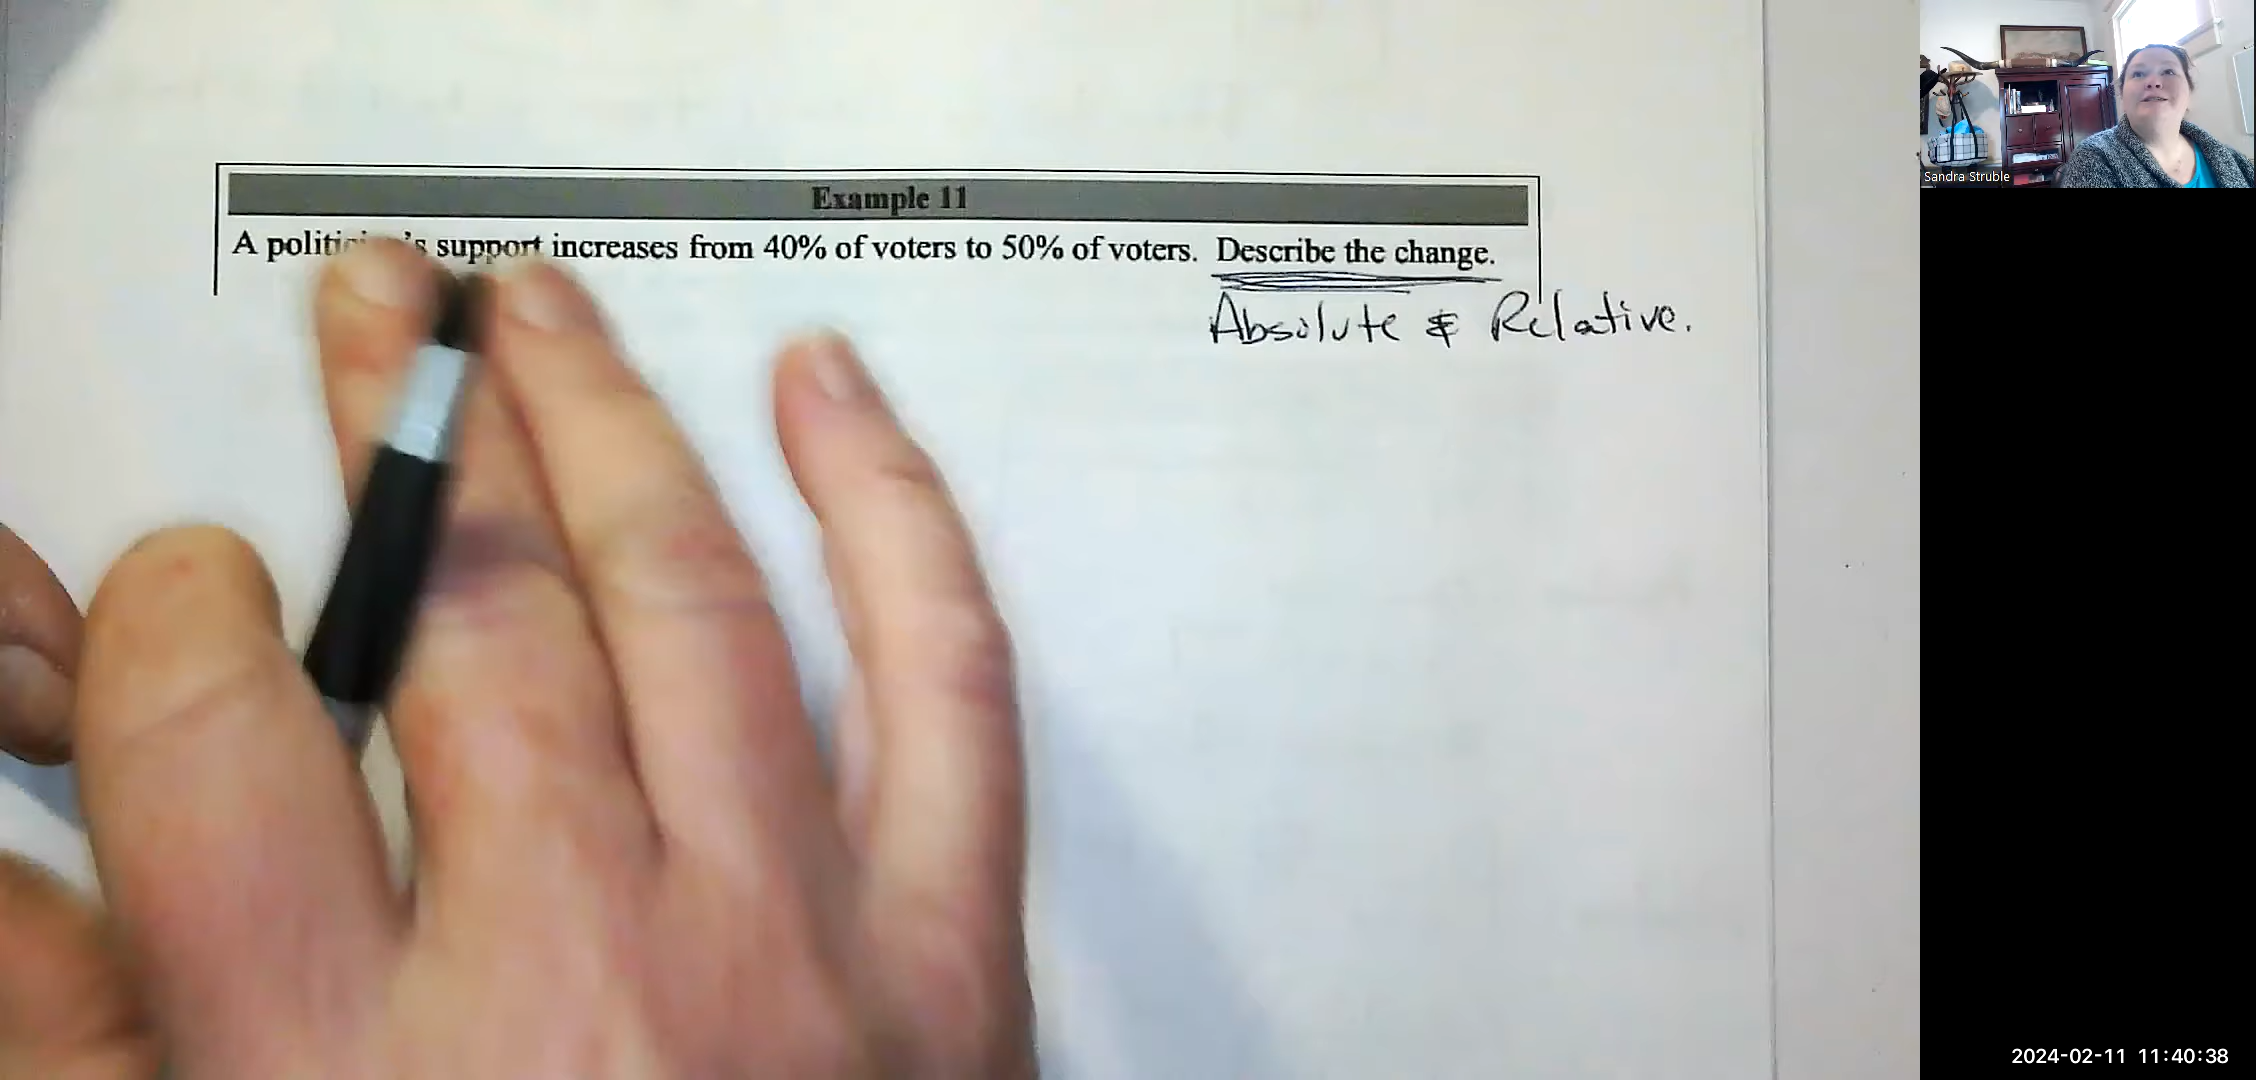 Example 11
A 's support increases from 40% of voters to 50% of voters. Describe the change.
Absolute & Relative.
Sandra Struble
2024-02-11 11:40:38